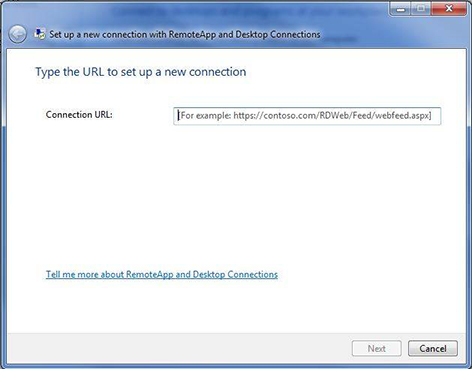 Set up a new connection with RemoteApp and Desktop Connections
Type the URL to set up a new connection
Connection URL: [For example: https://contoso.com/RDWeb/Feed/webfeed.aspx]
Tell me more about RemoteApp and Desktop Connections
Next Cancel